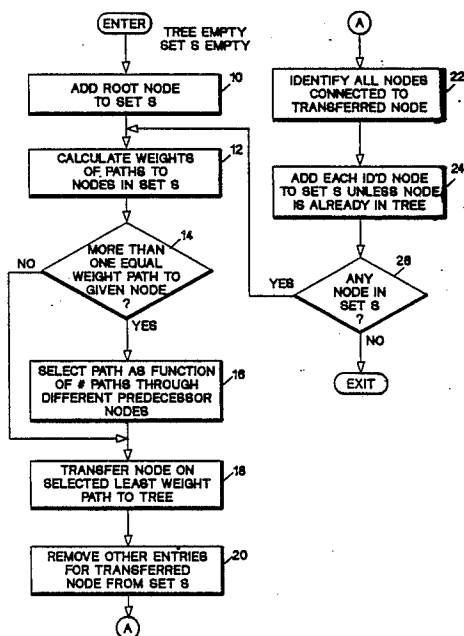 ENTER
TREE EMPTY
SET S EMPTY
ADD ROOT NODE
TO SET S
10
CALCULATE WEIGHTS
OF PATHS TO
NODES IN SET S
12
MORE THAN
ONE EQUAL
WEIGHT PATH TO
GIVEN NODE
?
14
NO
YES
SELECT PATH AS FUNCTION
OF # PATHS THROUGH
DIFFERENT PREDECESSOR
NODES
16
TRANSFER NODE ON
SELECTED LEAST WEIGHT
PATH TO TREE
18
REMOVE OTHER ENTRIES
FOR TRANSFERRED
NODE FROM SET S
20
A
A
IDENTIFY ALL NODES
CONNECTED TO
TRANSFERRED NODE
22
ADD EACH ID'D NODE
TO SET S UNLESS NODE
IS ALREADY IN TREE
24
ANY
NODE IN
SET S
?
26
YES
NO
EXIT